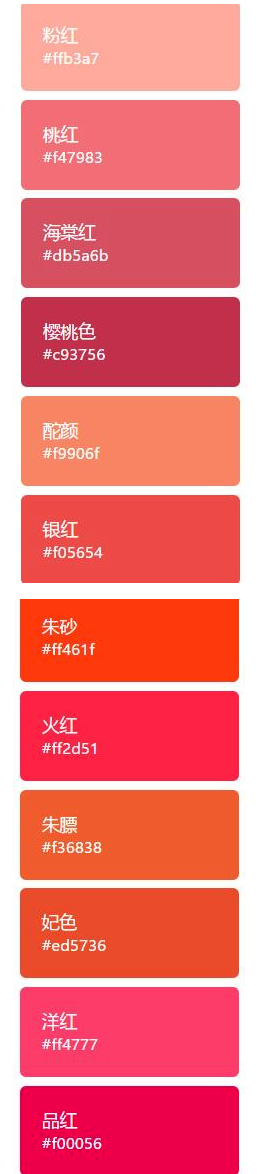 粉红
#ffb3a7
桃红
#f47983
海棠红
#db5a6b
樱桃色
#c93756
酡颜
#f9906f
银红
#f05654
朱砂
#ff461f
火红
#ff2d51
朱膘
#f36838
妃色
#ed5736
洋红
#ff4777
品红
#f00056